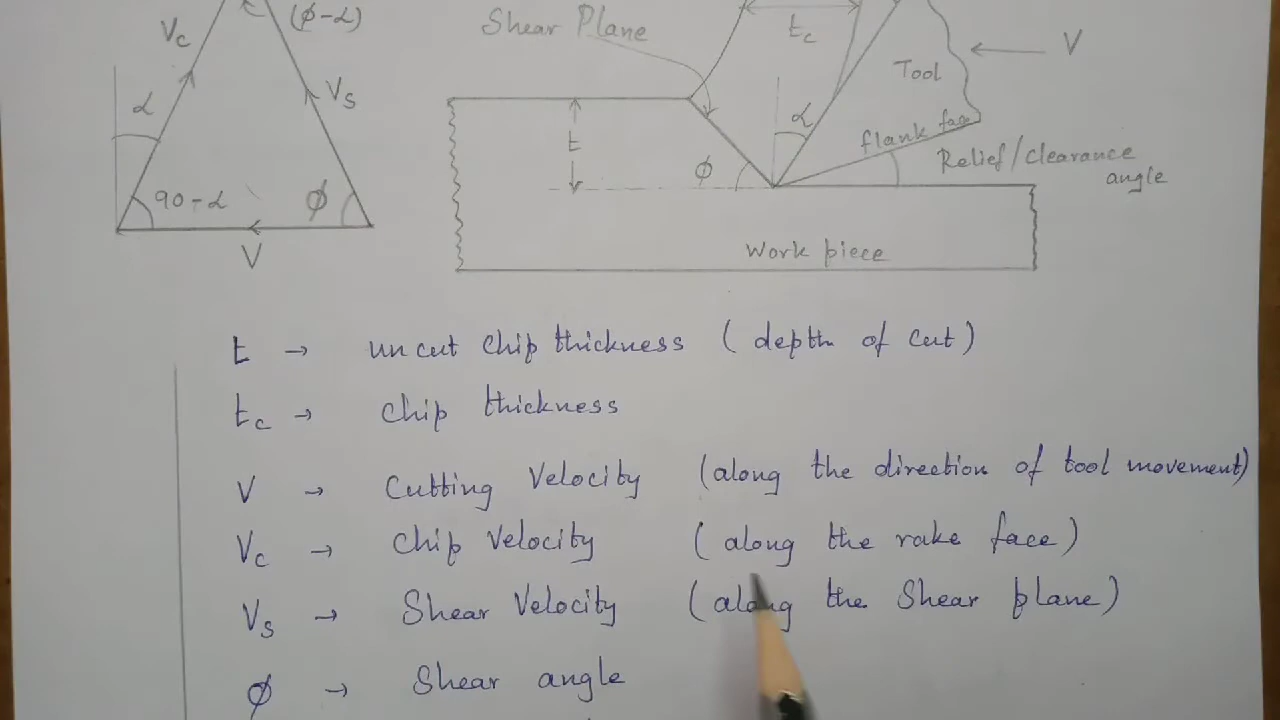 Vc
(φ-α)
α
Vs
90-α
φ
V
Shear Plane
tc
V
Tool
α
t
flank face
φ
Relief/clearance
angle
Work piece
t → uncut chip thickness (depth of cut)
tc → chip thickness
V → Cutting Velocity (along the direction of tool movement)
Vc → Chip Velocity (along the rake face)
Vs → Shear Velocity (along the Shear plane)
φ → Shear angle